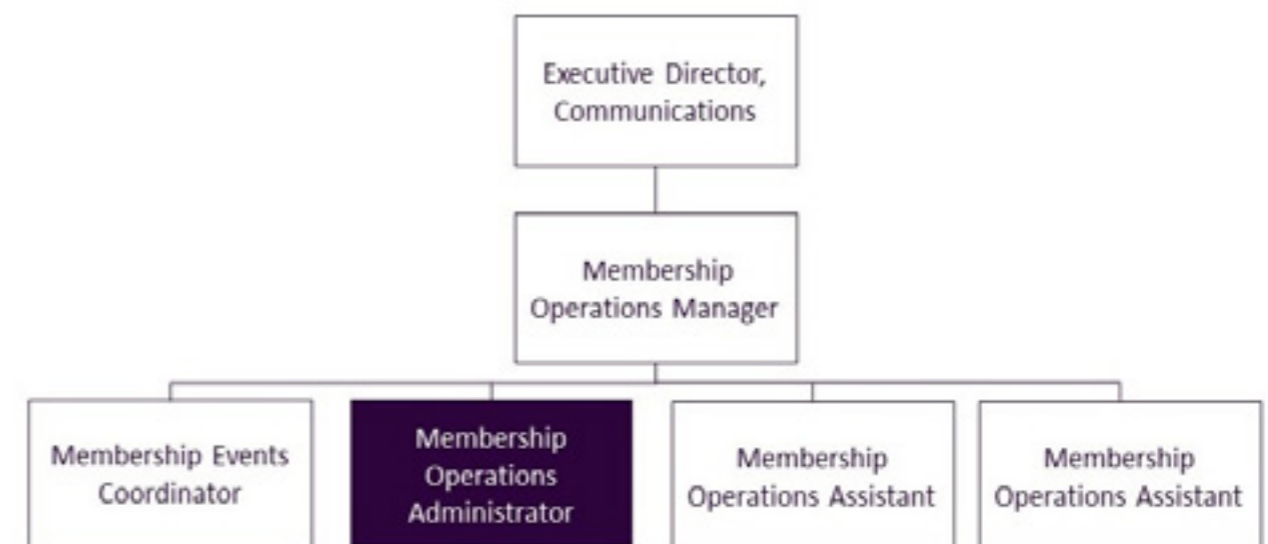 Executive Director,
Communications
Membership
Operations Manager
Membership Events
Coordinator
Membership
Operations
Administrator
Membership
Operations Assistant
Membership
Operations Assistant